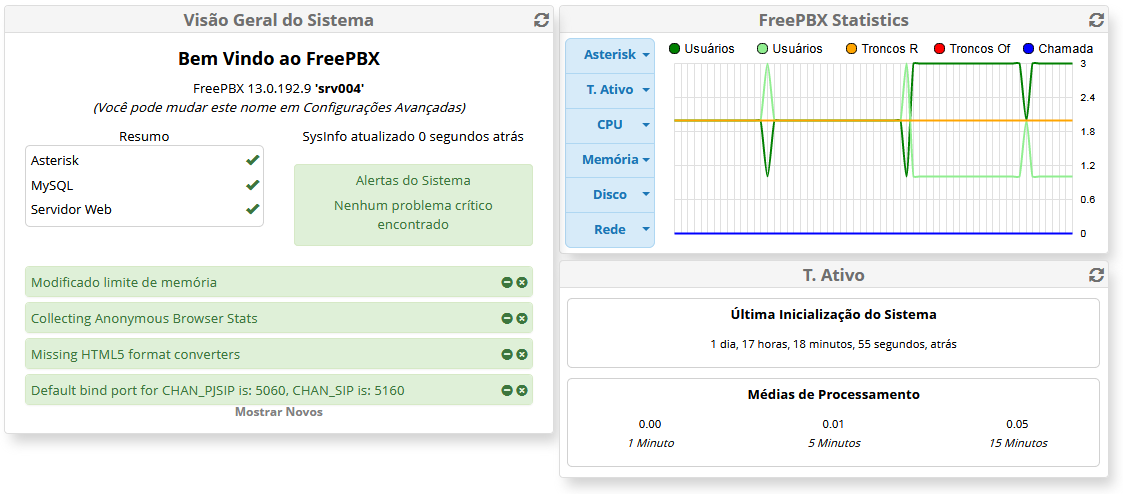 Visão Geral do Sistema
Bem Vindo ao FreePBX
FreePBX 13.0.192.9 'srv004'
(Você pode mudar este nome em Configurações Avançadas)
Resumo
SysInfo atualizado 0 segundos atrás
Asterisk
MySQL
Servidor Web
Alertas do Sistema
Nenhum problema crítico
encontrado
Modificado limite de memória
Collecting Anonymous Browser Stats
Missing HTML5 format converters
Default bind port for CHAN_PJSIP is: 5060, CHAN_SIP is: 5160
Mostrar Novos
FreePBX Statistics
Asterisk
T. Ativo
CPU
Memória
Disco
Rede
Usuários Usuários Troncos R Troncos Of Chamada
3
2.4
1.8
1.2
0.6
0
T. Ativo
Última Inicialização do Sistema
1 dia, 17 horas, 18 minutos, 55 segundos, atrás
Médias de Processamento
0.00 0.01 0.05
1 Minuto 5 Minutos 15 Minutos